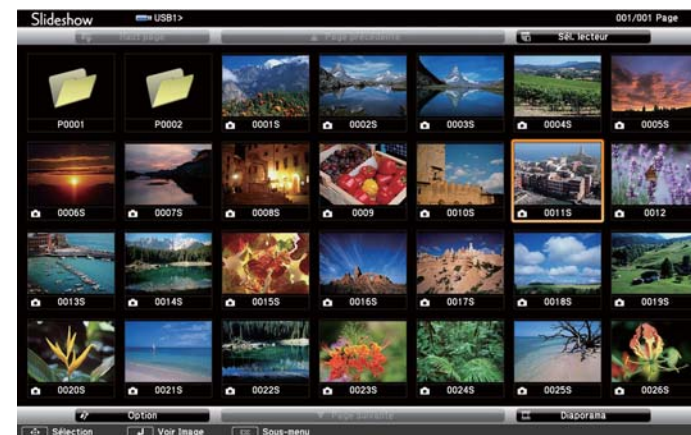 Slideshow USB1> 001/001 Page
Haut page Page précédente Sél. lecteur
P0001 P0002 0001S 0002S 0003S 0004S 0005S
0006S 0007S 0008S 0009 0010S 0011S 0012
0013S 0014S 0015S 0016S 0017S 0018S 0019S
0020S 0021S 0022S 0023S 0024S 0025S 0026S
Option Page suivante Diaporama
Sélection Voir Image Esc Sous-menu